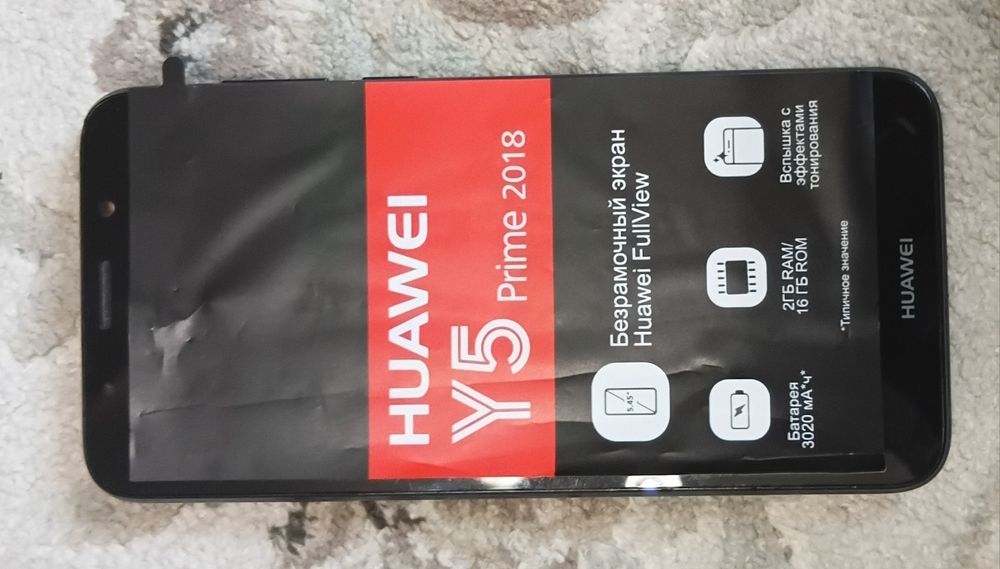 HUAWEI
Y5 Prime 2018
5.45"
Безрамочный экран
Huawei FullView
Батарея
3020 мА*ч*
2ГБ RAM/
16 ГБ ROM
Вспышка с
эффектами
тонирования
*Типичное значение
HUAWEI